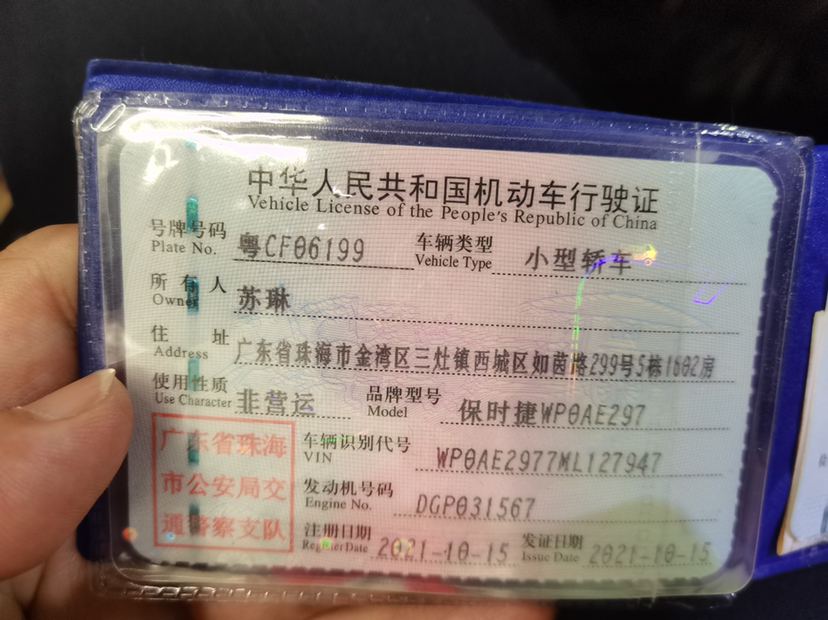 中华人民共和国机动车行驶证
Vehicle License of the People's Republic of China
号牌号码 粤CF06199 车辆类型 小型轿车
Plate No. Vehicle Type
所有人 苏琳
Owner
住址 广东省珠海市金湾区三灶镇西城区如茵路299号5栋1602房
Address
使用性质 非营运 品牌型号 保时捷WP0AE297
Use Character Model
车辆识别代号 WP0AE2977ML127947
VIN
发动机号码 DGP031567
Engine No.
注册日期 2021-10-15 发证日期 2021-10-15
Register Date Issue Date
广东省珠海
市公安局交
通警察支队